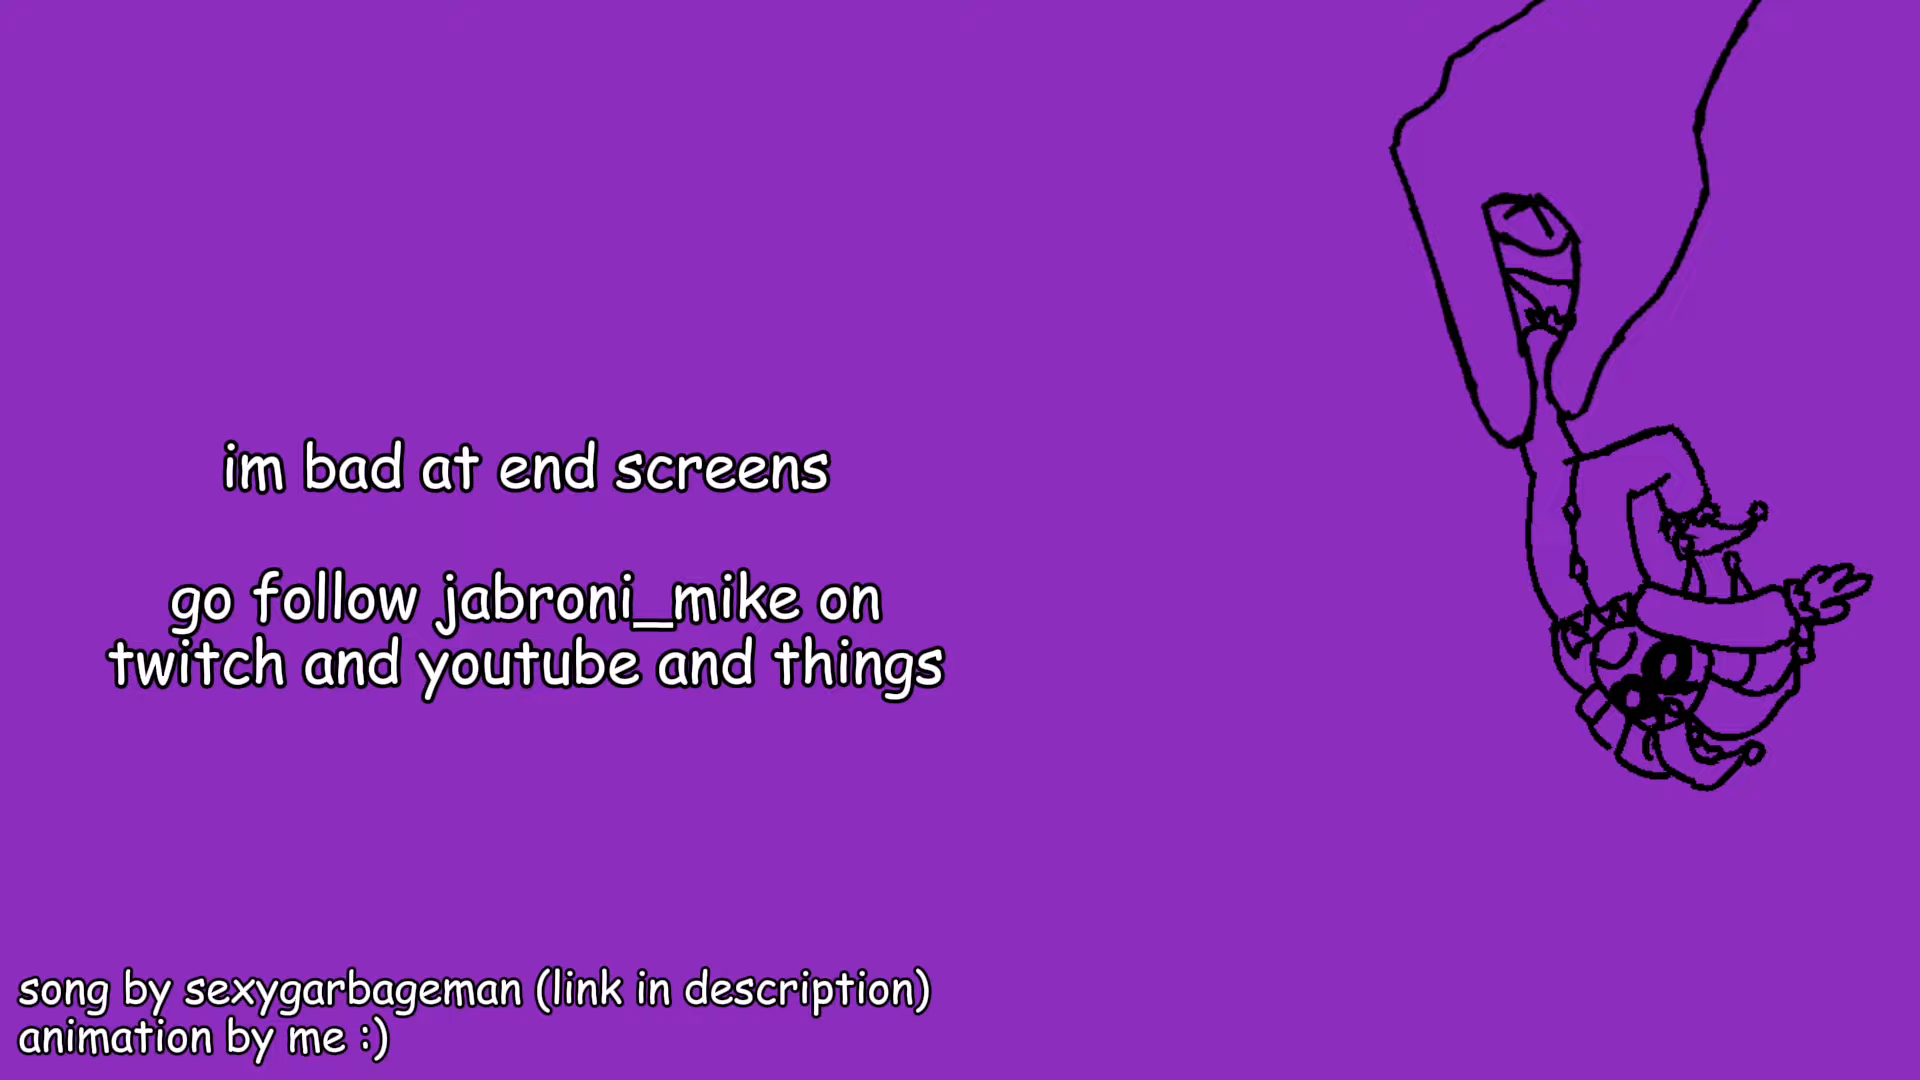 im bad at end screens
go follow jabroni_mike on
twitch and youtube and things
song by sexygarbageman (link in description)
animation by me :)